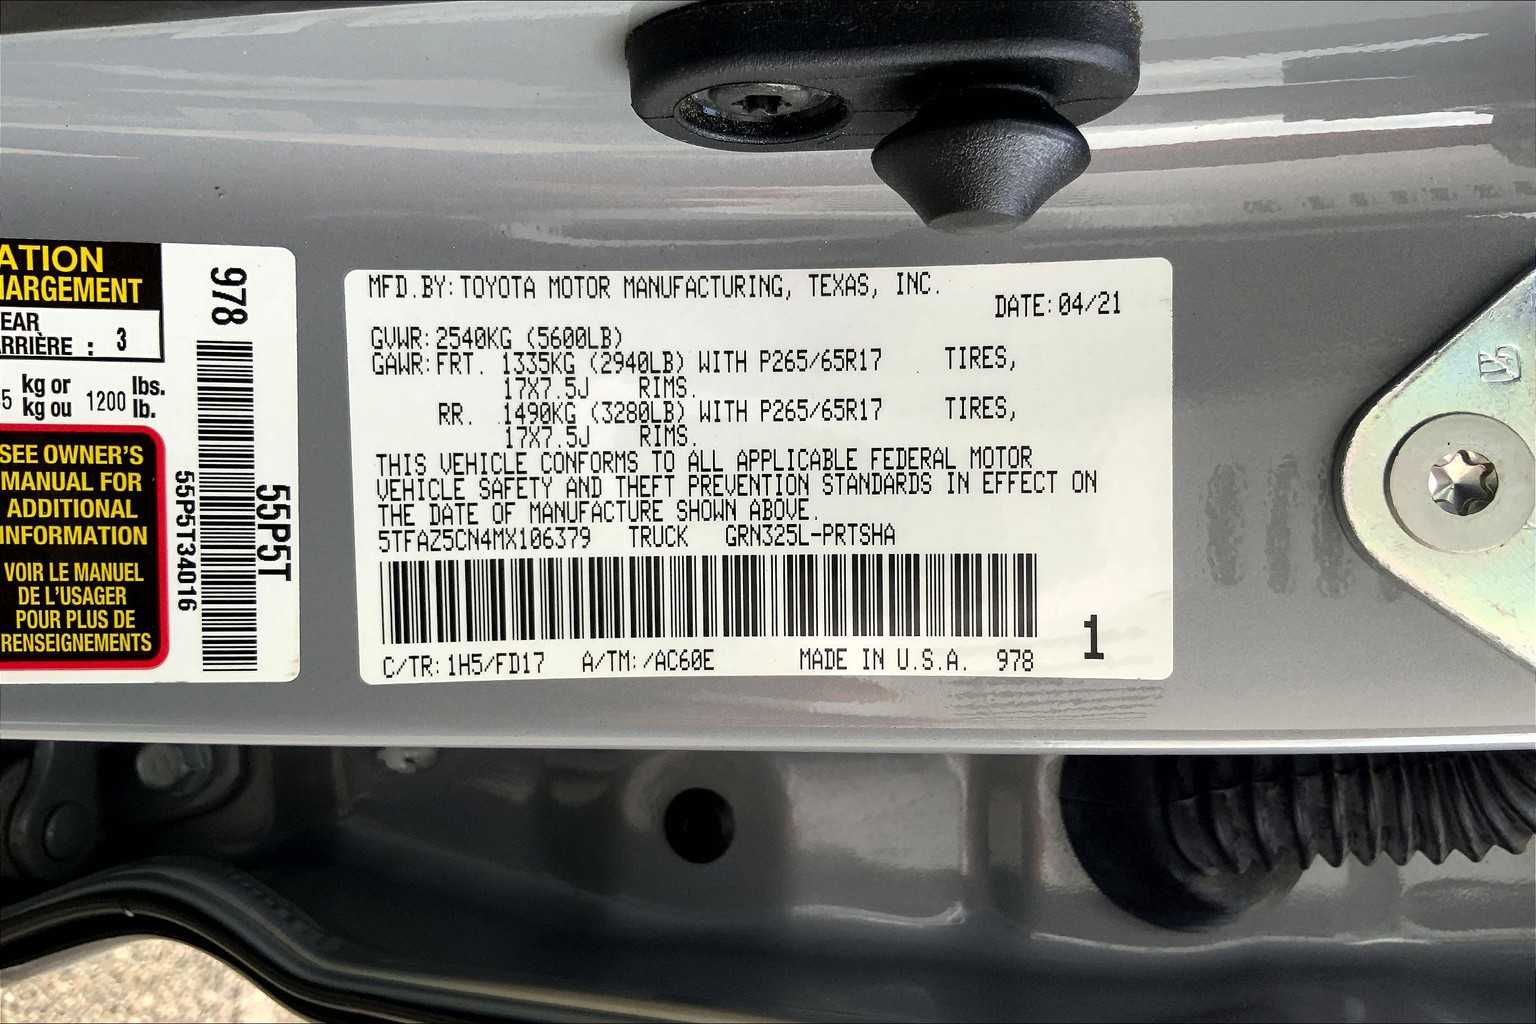 ATION
HARGEMENT
EAR
ARRIÈRE : 3
5 kg or 1200 lbs.
kg ou lb.
SEE OWNER'S
MANUAL FOR
ADDITIONAL
INFORMATION
VOIR LE MANUEL
DE L'USAGER
POUR PLUS DE
RENSEIGNEMENTS
978
55P5T34016
55P5T
MFD.BY:TOYOTA MOTOR MANUFACTURING, TEXAS, INC.
DATE:04/21
GVWR:2540KG (5600LB)
GAWR:FRT. 1335KG (2940LB) WITH P265/65R17 TIRES,
17X7.5J RIMS.
RR. 1490KG (3280LB) WITH P265/65R17 TIRES,
17X7.5J RIMS.
THIS VEHICLE CONFORMS TO ALL APPLICABLE FEDERAL MOTOR
VEHICLE SAFETY AND THEFT PREVENTION STANDARDS IN EFFECT ON
THE DATE OF MANUFACTURE SHOWN ABOVE.
5TFAZ5CN4MX106379 TRUCK GRN325L-PRTSHA
C/TR:1H5/FD17 A/TM:/AC60E MADE IN U.S.A. 978
1